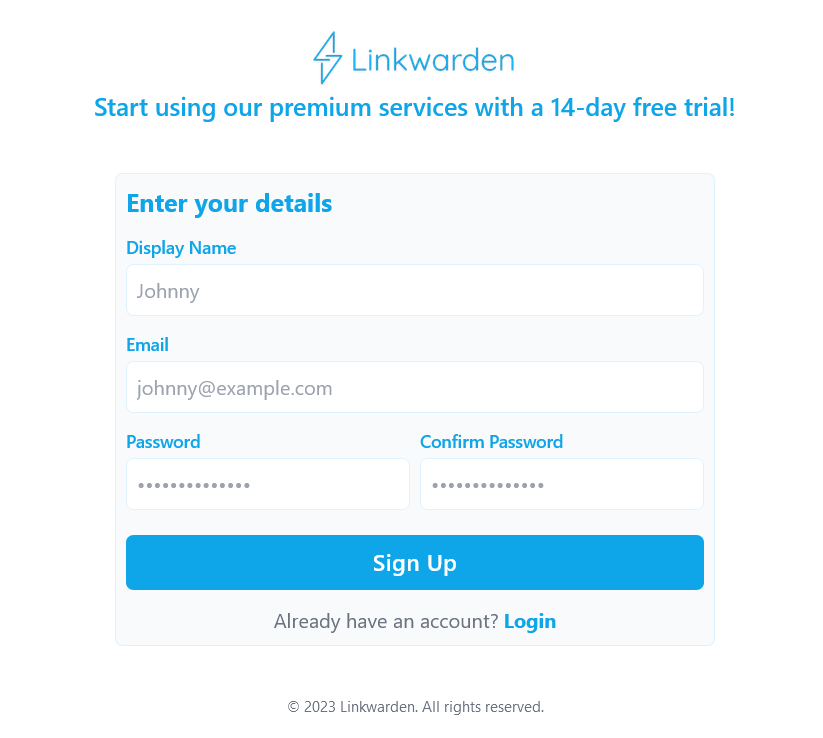 Linkwarden
Start using our premium services with a 14-day free trial!
Enter your details
Display Name
Johnny
Email
johnny@example.com
Password Confirm Password
•••••••••••••• ••••••••••••••
Sign Up
Already have an account? Login
© 2023 Linkwarden. All rights reserved.